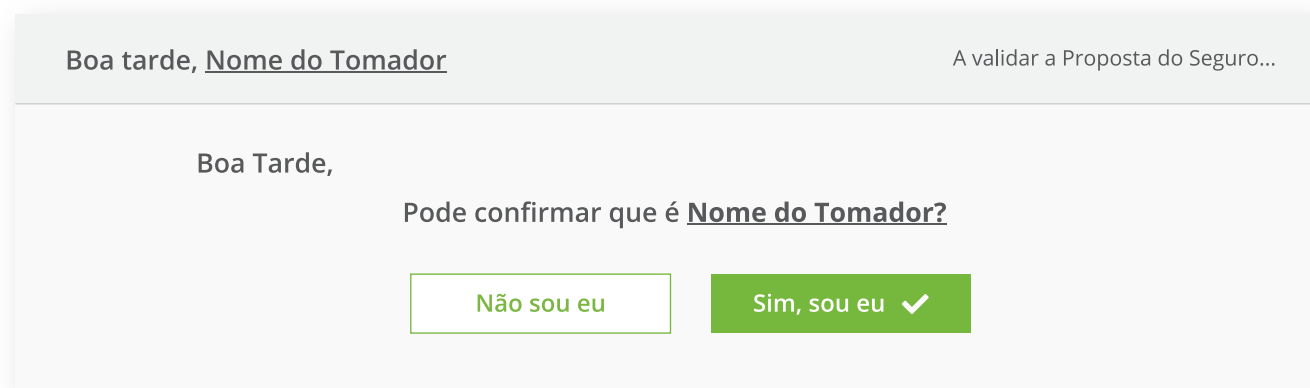 Boa tarde, Nome do Tomador
A validar a Proposta do Seguro...
Boa Tarde,
Pode confirmar que é Nome do Tomador?
Não sou eu
Sim, sou eu